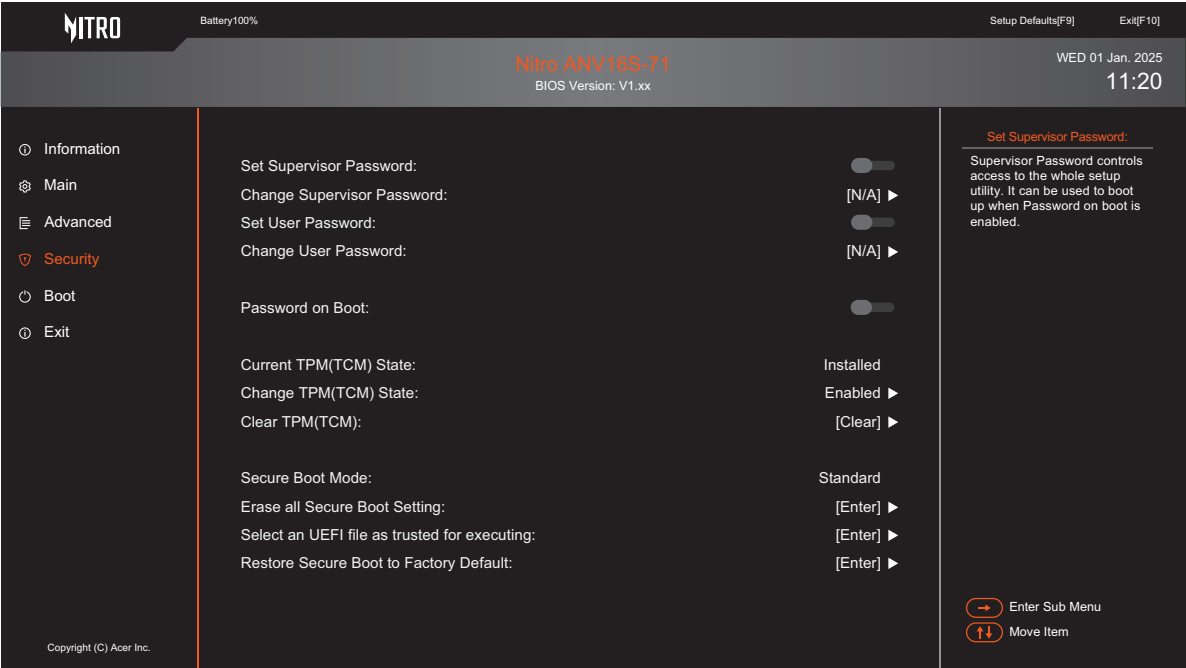 NITRO
Battery100%
Setup Defaults[F9]
Exit[F10]
Nitro ANV16S-71
BIOS Version: V1.xx
WED 01 Jan. 2025
11:20
Information
Main
Advanced
Security
Boot
Exit
Copyright (C) Acer Inc.
Set Supervisor Password:
Change Supervisor Password: [N/A]
Set User Password:
Change User Password: [N/A]
Password on Boot:
Current TPM(TCM) State: Installed
Change TPM(TCM) State: Enabled
Clear TPM(TCM): [Clear]
Secure Boot Mode: Standard
Erase all Secure Boot Setting: [Enter]
Select an UEFI file as trusted for executing: [Enter]
Restore Secure Boot to Factory Default: [Enter]
Set Supervisor Password:
Supervisor Password controls
access to the whole setup
utility. It can be used to boot
up when Password on boot is
enabled.
Enter Sub Menu
Move Item